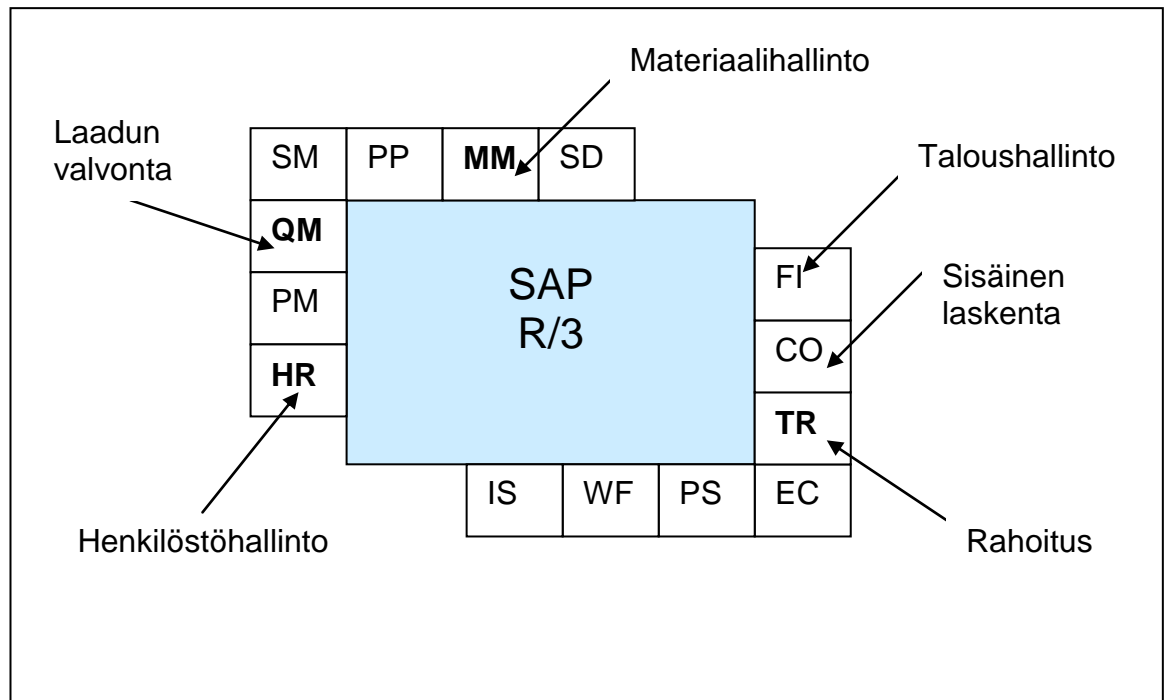 Materiaalihallinto
Laadun
valvonta
SM PP MM SD
Taloushallinto
QM
FI
Sisäinen
laskenta
SAP
R/3
PM
CO
HR
TR
IS WF PS EC
Henkilöstöhallinto
Rahoitus